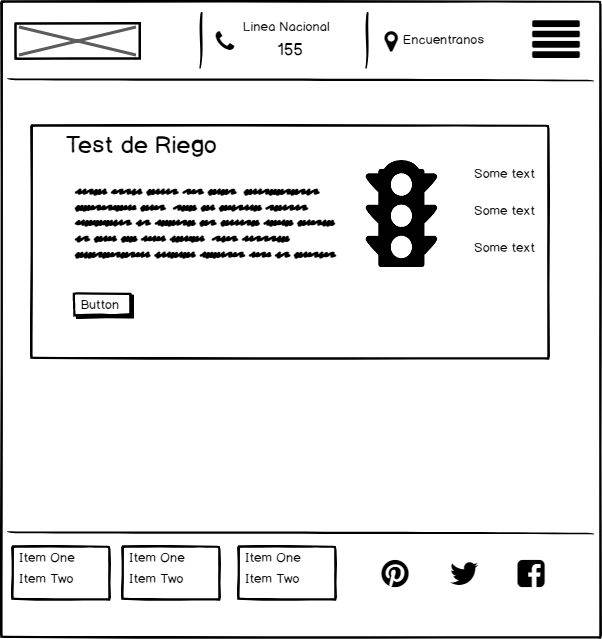 Linea Nacional
155
Encuentranos
Test de Riego
Some text
Some text
Some text
Button
Item One
Item Two
Item One
Item Two
Item One
Item Two